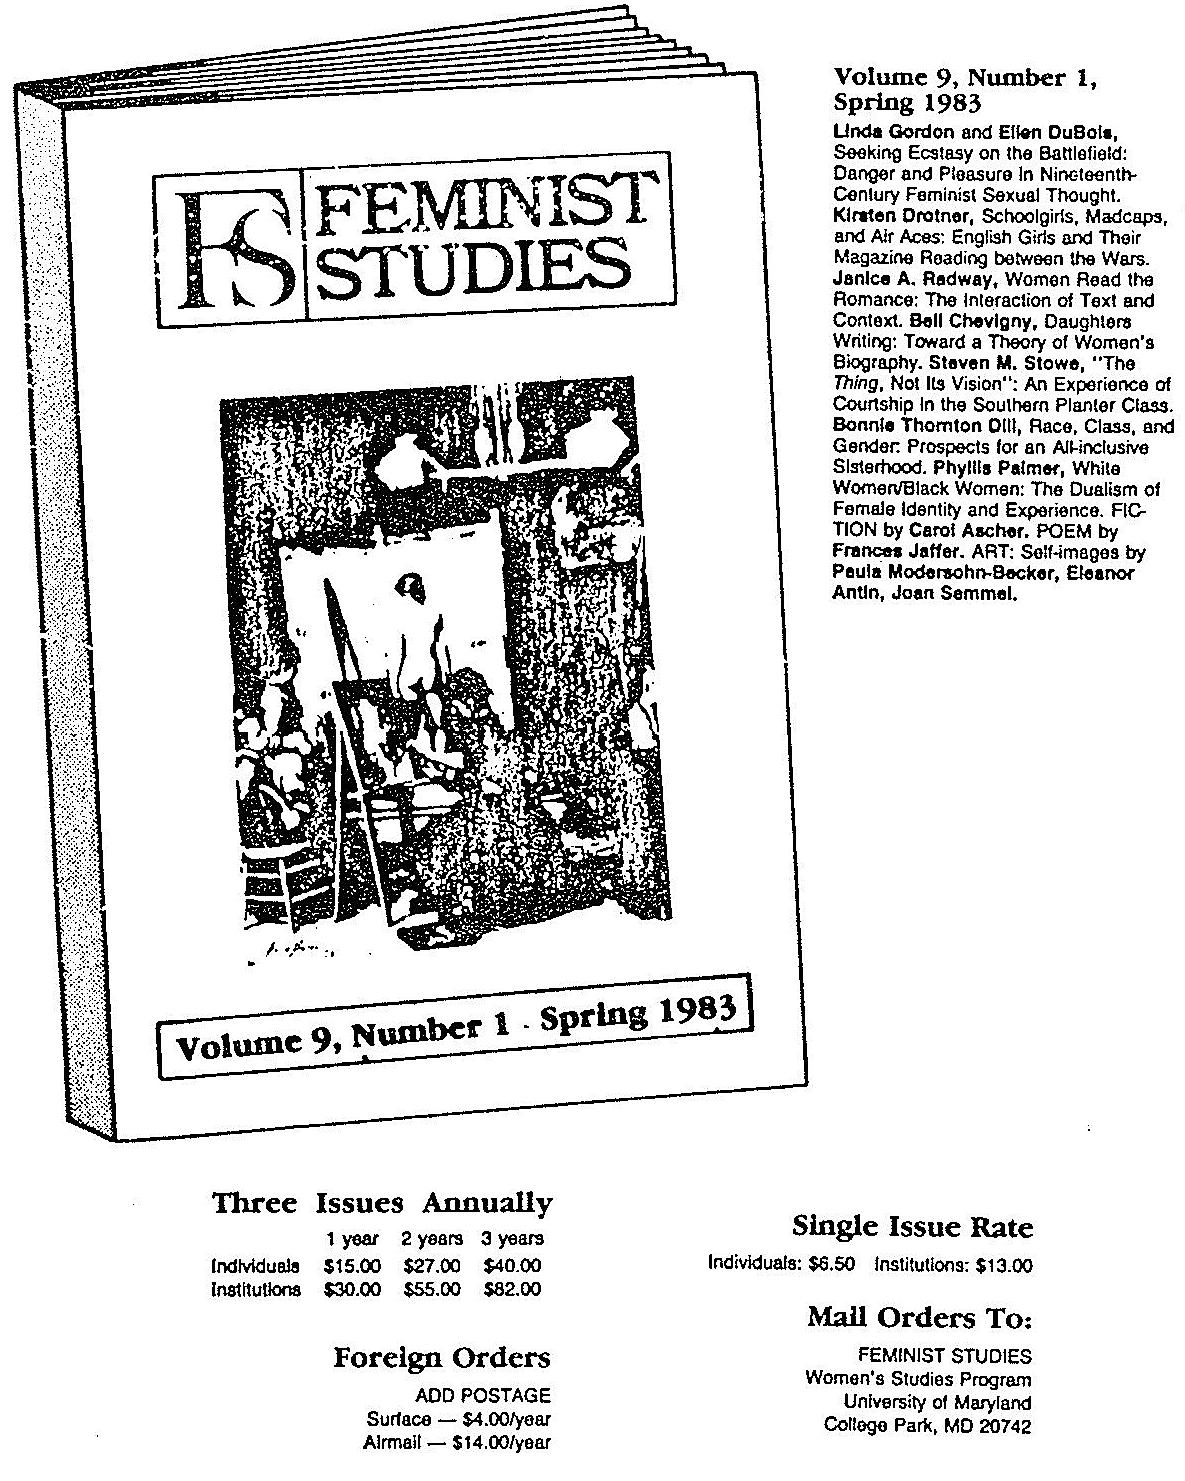 FS
FEMINIST
STUDIES
Volume 9, Number 1 . Spring 1983
Volume 9, Number 1,
Spring 1983
Linda Gordon and Ellen DuBois,
Seeking Ecstasy on the Battlefield:
Danger and Pleasure in Nineteenth-
Century Feminist Sexual Thought.
Kirsten Drotner, Schoolgirls, Madcaps,
and Air Aces: English Girls and Their
Magazine Reading between the Wars.
Janice A. Radway, Women Read the
Romance: The Interaction of Text and
Context. Bell Chevigny, Daughters
Writing: Toward a Theory of Women's
Biography. Steven M. Stowe, "The
Thing, Not Its Vision": An Experience of
Courtship in the Southern Planter Class.
Bonnie Thornton Dill, Race, Class, and
Gender: Prospects for an All-inclusive
Sisterhood. Phyllis Palmer, White
Women/Black Women: The Dualism of
Female Identity and Experience. FIC-
TION by Carol Ascher. POEM by
Frances Jaffer. ART: Self-images by
Paula Modersohn-Becker, Eleanor
Antin, Joan Semmel.
Three Issues Annually
1 year 2 years 3 years
Individuals $15.00 $27.00 $40.00
Institutions $30.00 $55.00 $82.00
Foreign Orders
ADD POSTAGE
Surface — $4.00/year
Airmail — $14.00/year
Single Issue Rate
Individuals: $6.50 Institutions: $13.00
Mail Orders To:
FEMINIST STUDIES
Women's Studies Program
University of Maryland
College Park, MD 20742